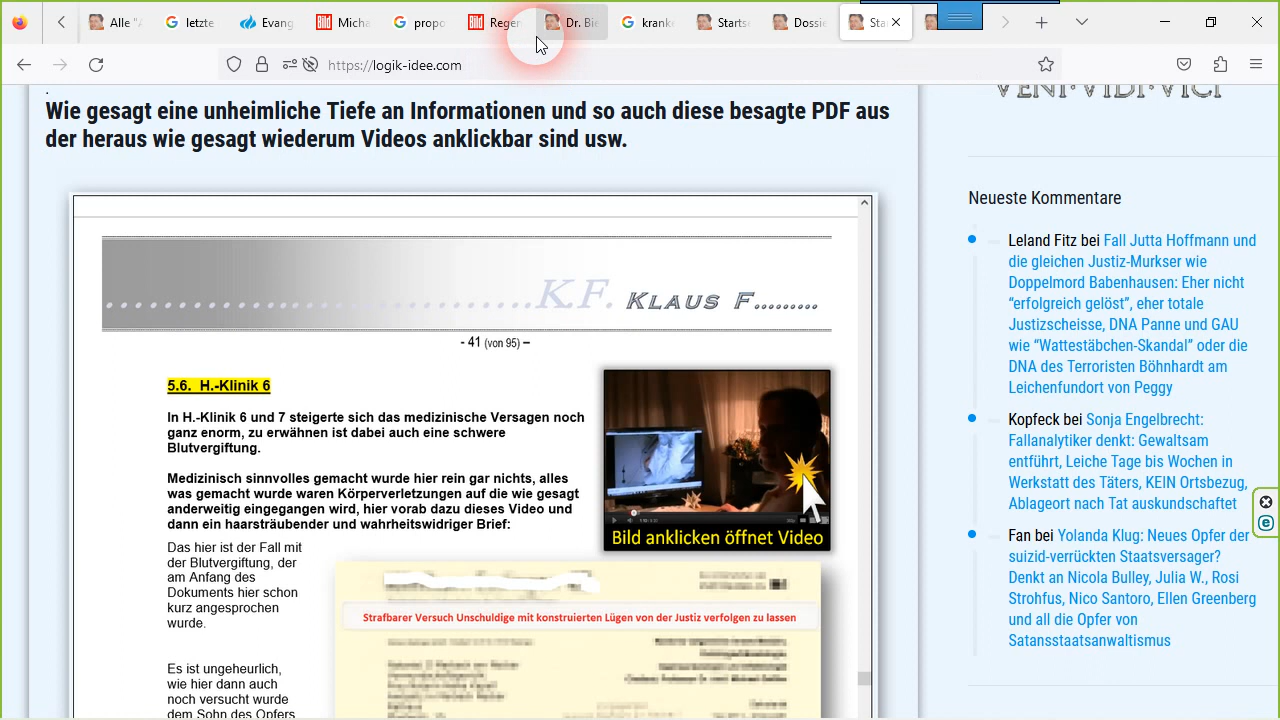 Alle "A
letzte
Evang
Micha
propo
Reger
Dr. Bie
krank
Starts
Dossie
Sta
https://logik-idee.com
.
Wie gesagt eine unheimliche Tiefe an Informationen und so auch diese besagte PDF aus
der heraus wie gesagt wiederum Videos anklickbar sind usw.
K.F. KLAUS F.........
- 41 (von 95) –
5.6. H.-Klinik 6
In H.-Klinik 6 und 7 steigerte sich das medizinische Versagen noch
ganz enorm, zu erwähnen ist dabei auch eine schwere
Blutvergiftung.
Medizinisch sinnvolles gemacht wurde hier rein gar nichts, alles
was gemacht wurde waren Körperverletzungen auf die wie gesagt
anderweitig eingegangen wird, hier vorab dazu dieses Video und
dann ein haarsträubender und wahrheitswidriger Brief:
Bild anklicken öffnet Video
Das hier ist der Fall mit
der Blutvergiftung, der
am Anfang des
Dokuments hier schon
kurz angesprochen
wurde.
Strafbarer Versuch Unschuldige mit konstruierten Lügen von der Justiz verfolgen zu lassen
Es ist ungeheurlich,
wie hier dann auch
noch versucht wurde
dem Sohn des Opfers
VENI·VIDI·VICI
Neueste Kommentare
Leland Fitz bei Fall Jutta Hoffmann und
die gleichen Justiz-Murkser wie
Doppelmord Babenhausen: Eher nicht
“erfolgreich gelöst”, eher totale
Justizscheisse, DNA Panne und GAU
wie “Wattestäbchen-Skandal” oder die
DNA des Terroristen Böhnhardt am
Leichenfundort von Peggy
Kopfeck bei Sonja Engelbrecht:
Fallanalytiker denkt: Gewaltsam
entführt, Leiche Tage bis Wochen in
Werkstatt des Täters, KEIN Ortsbezug,
Ablageort nach Tat auskundschaftet
Fan bei Yolanda Klug: Neues Opfer der
suizid-verrückten Staatsversager?
Denkt an Nicola Bulley, Julia W., Rosi
Strohfus, Nico Santoro, Ellen Greenberg
und all die Opfer von
Satansstaatsanwaltismus